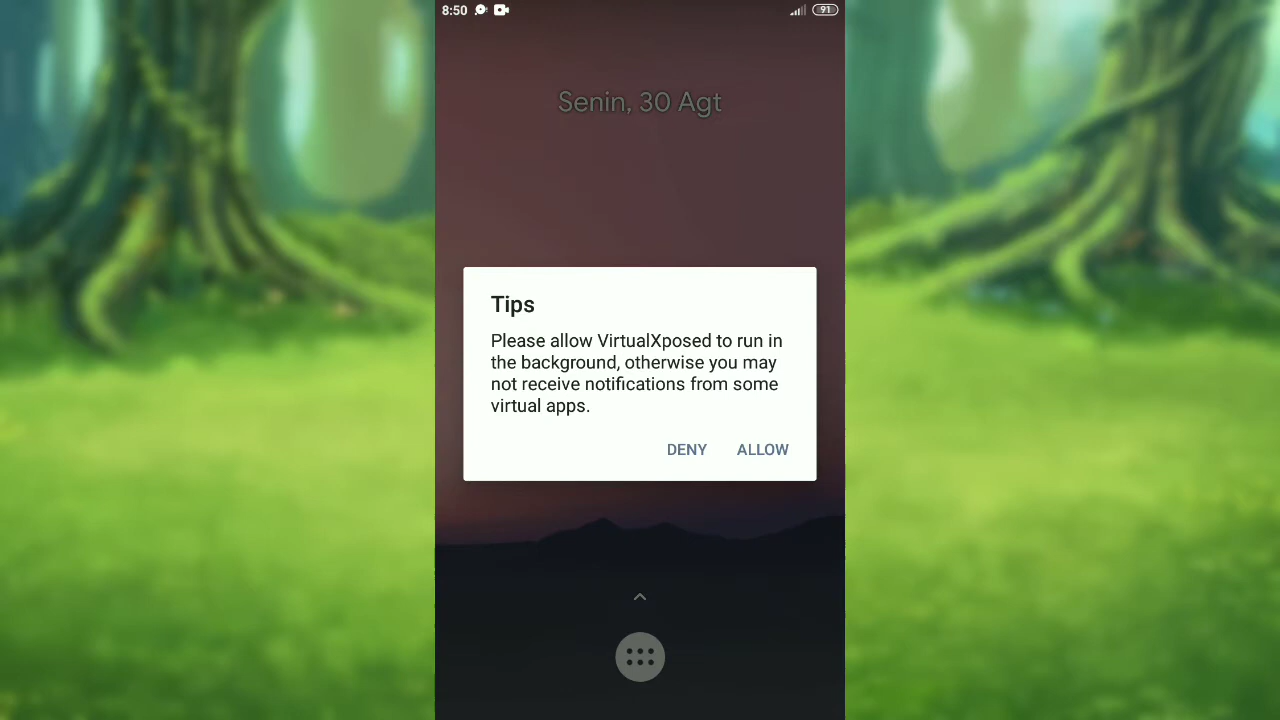 8:50 91
Senin, 30 Agt
Tips
Please allow VirtualXposed to run in
the background, otherwise you may
not receive notifications from some
virtual apps.
DENY ALLOW